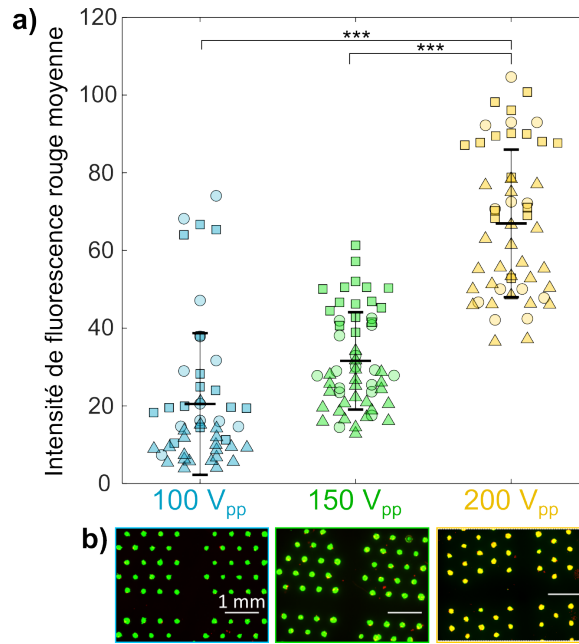 a)
Intensité de fluorescence rouge moyenne
120
100
80
60
40
20
0
***
***
100 Vpp
150 Vpp
200 Vpp
b)
1 mm